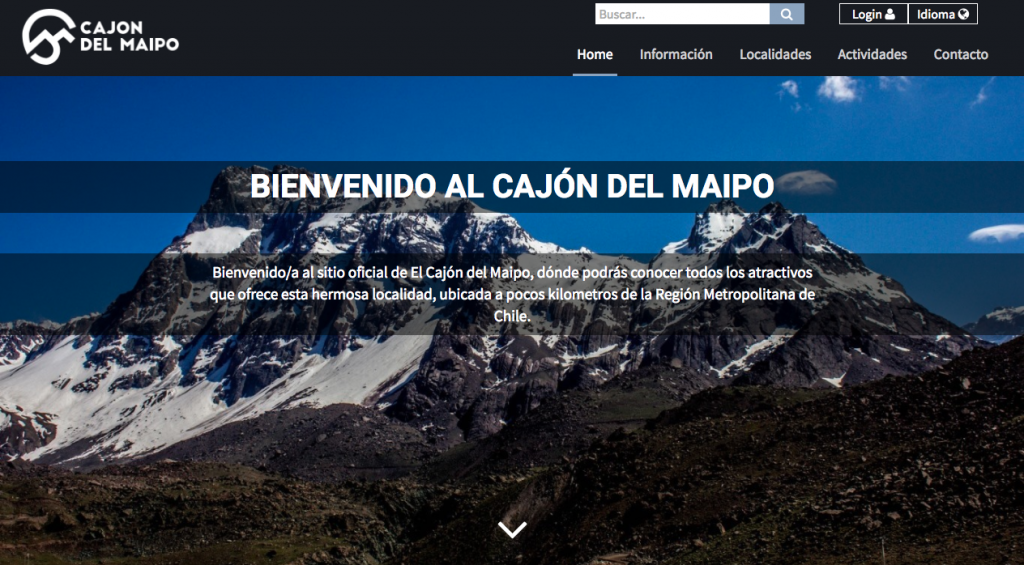 CAJON
DEL MAIPO
Buscar...
Login
Idioma
Home
Información
Localidades
Actividades
Contacto
BIENVENIDO AL CAJÓN DEL MAIPO
Bienvenido/a al sitio oficial de El Cajón del Maipo, dónde podrás conocer todos los atractivos
que ofrece esta hermosa localidad, ubicada a pocos kilometros de la Región Metropolitana de
Chile.